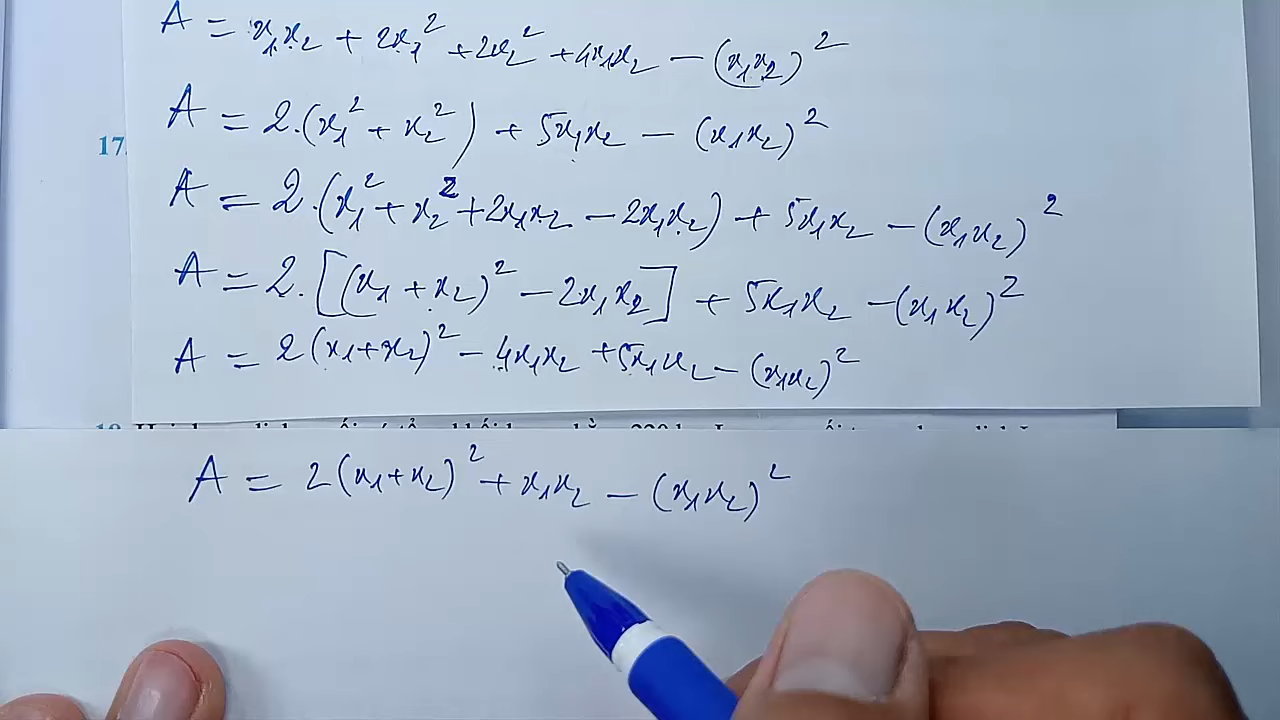 A = x₁x₂ + 2x₁² + 2x₂² + 4x₁x₂ − (x₁x₂)²
A = 2.(x₁² + x₂²) + 5x₁x₂ − (x₁x₂)²
17.
A = 2.(x₁² + x₂² + 2x₁x₂ − 2x₁x₂) + 5x₁x₂ − (x₁x₂)²
A = 2.[(x₁ + x₂)² − 2x₁x₂] + 5x₁x₂ − (x₁x₂)²
A = 2(x₁+x₂)² − 4x₁x₂ + 5x₁x₂ − (x₁x₂)²
A = 2(x₁+x₂)² + x₁x₂ − (x₁x₂)²